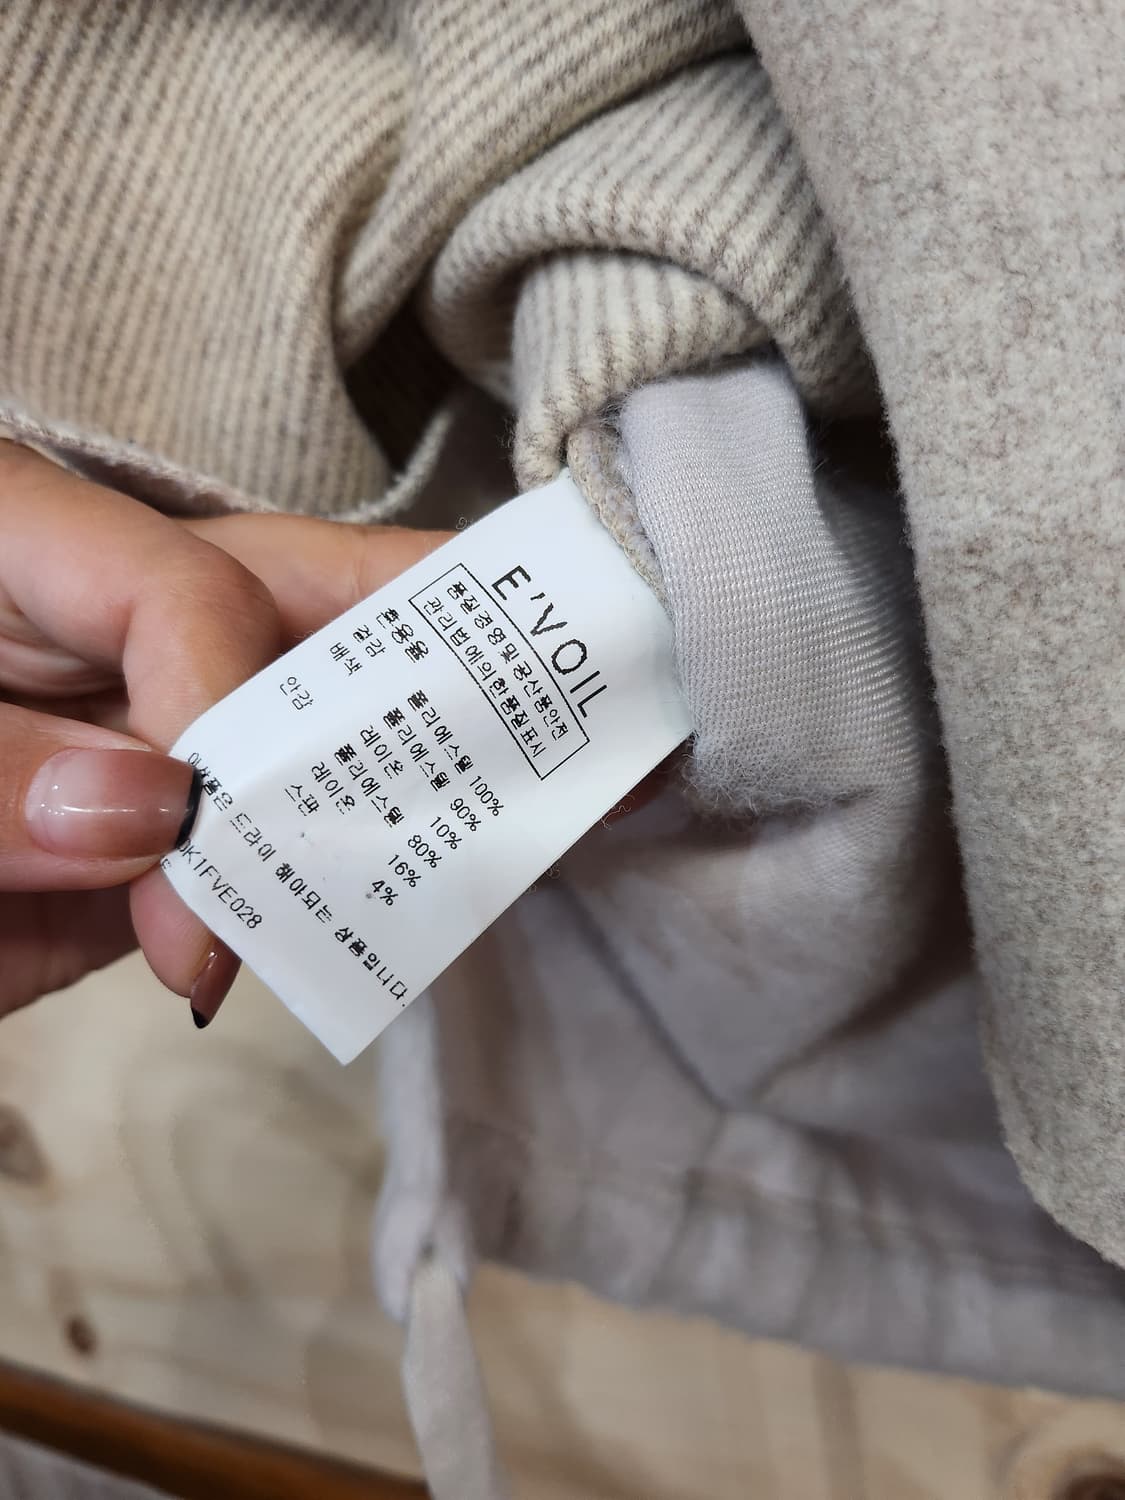 E'VOIL
품질경영및공산품안전
관리법에의한품질표시
혼용율
겉감 폴리에스텔 100%
배색 폴리에스텔 90%
레이온 10%
안감 폴리에스텔 80%
레이온 16%
스판 4%
이상품은 드라이 해야되는 상품입니다.
K1FVE028